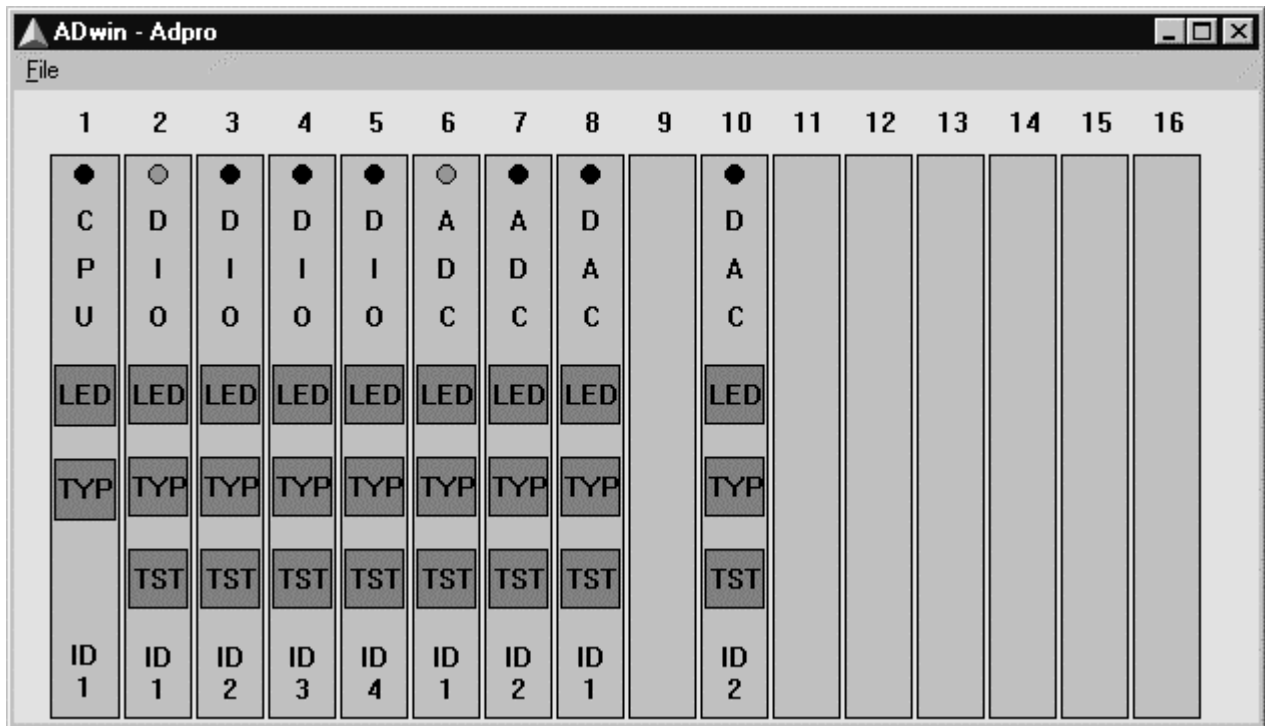 ADwin - Adpro
File
1 2 3 4 5 6 7 8 9 10 11 12 13 14 15 16
C D D D D A A D D
P I I I I D D A A
U O O O O C C C C
LED LED LED LED LED LED LED LED LED
TYP TYP TYP TYP TYP TYP TYP TYP TYP
TST TST TST TST TST TST TST TST
ID ID ID ID ID ID ID ID ID
1 1 2 3 4 1 2 1 2